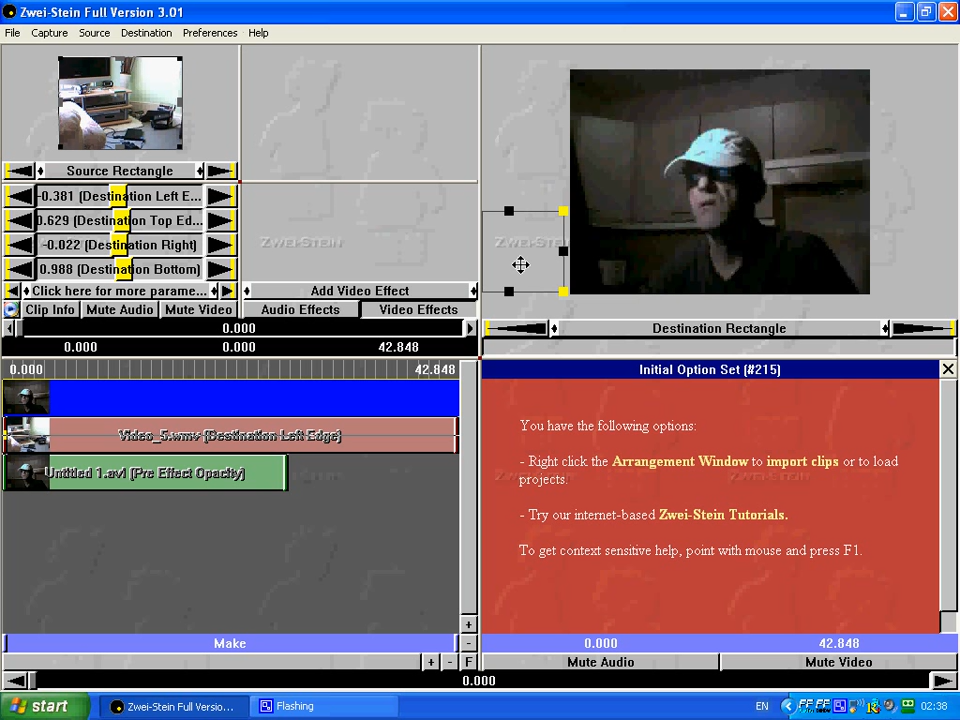 Zwei-Stein Full Version 3.01
File Capture Source Destination Preferences Help
Source Rectangle
-0.381 (Destination Left E...
0.629 (Destination Top Ed...
-0.022 (Destination Right)
0.988 (Destination Bottom)
Click here for more parame...
Clip Info Mute Audio Mute Video
ZWEI-STEIN
Add Video Effect
Audio Effects Video Effects
0.000
0.000 0.000 42.848
ZWEI-STEIN
Destination Rectangle
0.000 42.848
Video_5.wmv (Destination Left Edge)
Untitled 1.avi (Pre Effect Opacity)
Make
+ - F
+
-
Initial Option Set (#215)
You have the following options:
- Right click the Arrangement Window to import clips or to load
projects.
- Try our internet-based Zwei-Stein Tutorials.
To get context sensitive help, point with mouse and press F1.
0.000 42.848
Mute Audio Mute Video
0.000
start Zwei-Stein Full Versio... Flashing EN 02:38